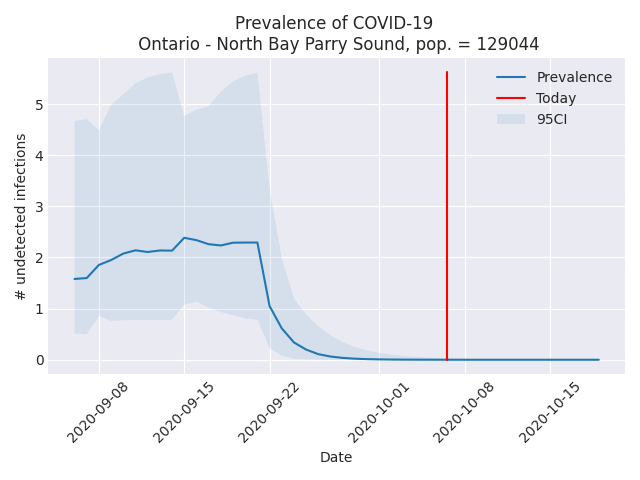 Prevalence of COVID-19
Ontario - North Bay Parry Sound, pop. = 129044
Prevalence
Today
95CI
# undetected infections
5
4
3
2
1
0
2020-09-08
2020-09-15
2020-09-22
2020-10-01
2020-10-08
2020-10-15
Date